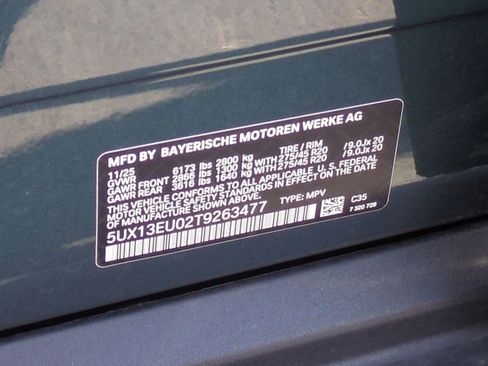 MFD BY BAYERISCHE MOTOREN WERKE AG
11/25 6173 lbs 2800 kg TIRE / RIM
GVWR
GAWR FRONT 2866 lbs 1300 kg WITH 275/45 R20 / 9.0Jx 20
GAWR REAR 3616 lbs 1640 kg WITH 275/45 R20 / 9.0Jx 20
THIS VEHICLE CONFORMS TO ALL APPLICABLE U.S. FEDERAL
MOTOR VEHICLE SAFETY STANDARDS IN EFFECT ON THE DATE
OF MANUFACTURE SHOWN ABOVE.
5UX13EU02T9263477 TYPE: MPV C35
7 320 728